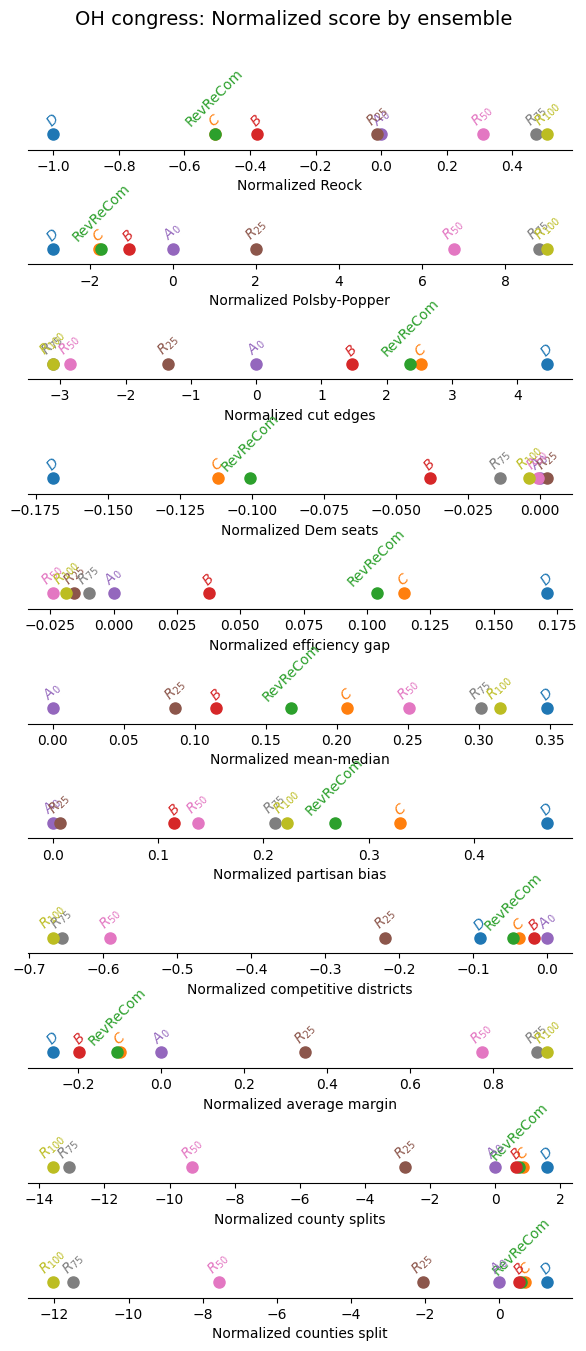 OH congress: Normalized score by ensemble
D RevReCom C B R25 A0 R50 R75 R100
−1.0 −0.8 −0.6 −0.4 −0.2 0.0 0.2 0.4
Normalized Reock
D C RevReCom B A0 R25 R50 R75 R100
−2 0 2 4 6 8
Normalized Polsby-Popper
R100 R75 R50 R25 A0 B RevReCom C D
−3 −2 −1 0 1 2 3 4
Normalized cut edges
D C RevReCom B R75 R100 R50 A0 R25
−0.175 −0.150 −0.125 −0.100 −0.075 −0.050 −0.025 0.000
Normalized Dem seats
R50 R100 R25 R75 A0 B RevReCom C D
−0.025 0.000 0.025 0.050 0.075 0.100 0.125 0.150 0.175
Normalized efficiency gap
A0 R25 B RevReCom C R50 R75 R100 D
0.00 0.05 0.10 0.15 0.20 0.25 0.30 0.35
Normalized mean-median
A0 R25 B R50 R75 R100 RevReCom C D
0.0 0.1 0.2 0.3 0.4
Normalized partisan bias
R100 R75 R50 R25 D RevReCom C B A0
−0.7 −0.6 −0.5 −0.4 −0.3 −0.2 −0.1 0.0
Normalized competitive districts
D B RevReCom C A0 R25 R50 R75 R100
−0.2 0.0 0.2 0.4 0.6 0.8
Normalized average margin
R100 R75 R50 R25 A0 B RevReCom C D
−14 −12 −10 −8 −6 −4 −2 0 2
Normalized county splits
R100 R75 R50 R25 A0 B RevReCom C D
−12 −10 −8 −6 −4 −2 0
Normalized counties split